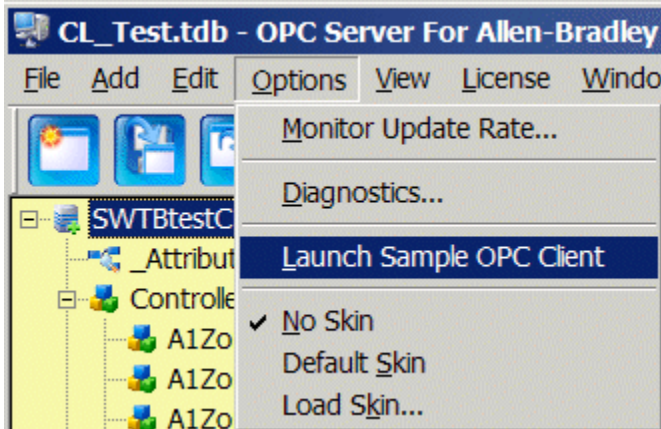 CL_Test.tdb - OPC Server For Allen-Bradley
File Add Edit Options View License Windo
Monitor Update Rate...
Diagnostics...
SWTBtestC
_Attribut
Launch Sample OPC Client
Controlle
No Skin
A1Zo
Default Skin
A1Zo
Load Skin...
A1Zo